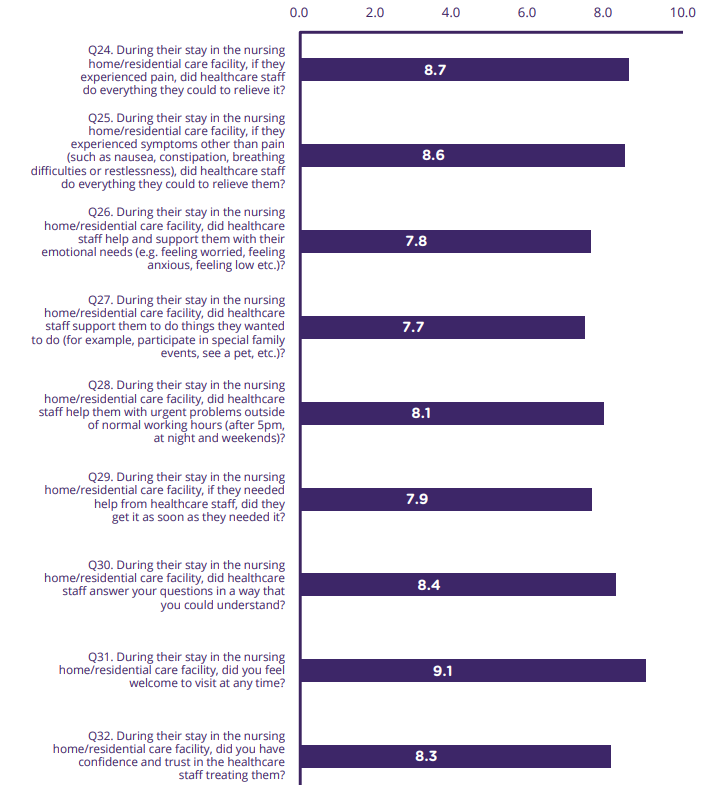 0.0 2.0 4.0 6.0 8.0 10.0
Q24. During their stay in the nursing
home/residential care facility, if they
experienced pain, did healthcare staff
do everything they could to relieve it?
8.7
Q25. During their stay in the nursing
home/residential care facility, if they
experienced symptoms other than pain
(such as nausea, constipation, breathing
difficulties or restlessness), did healthcare staff
do everything they could to relieve them?
8.6
Q26. During their stay in the nursing
home/residential care facility, did healthcare
staff help and support them with their
emotional needs (e.g. feeling worried, feeling
anxious, feeling low etc.)?
7.8
Q27. During their stay in the nursing
home/residential care facility, did healthcare
staff support them to do things they wanted
to do (for example, participate in special family
events, see a pet, etc.)?
7.7
Q28. During their stay in the nursing
home/residential care facility, did healthcare
staff help them with urgent problems outside
of normal working hours (after 5pm,
at night and weekends)?
8.1
Q29. During their stay in the nursing
home/residential care facility, if they needed
help from healthcare staff, did they
get it as soon as they needed it?
7.9
Q30. During their stay in the nursing
home/residential care facility, did healthcare
staff answer your questions in a way that
you could understand?
8.4
Q31. During their stay in the nursing
home/residential care facility, did you feel
welcome to visit at any time?
9.1
Q32. During their stay in the nursing
home/residential care facility, did you have
confidence and trust in the healthcare
staff treating them?
8.3